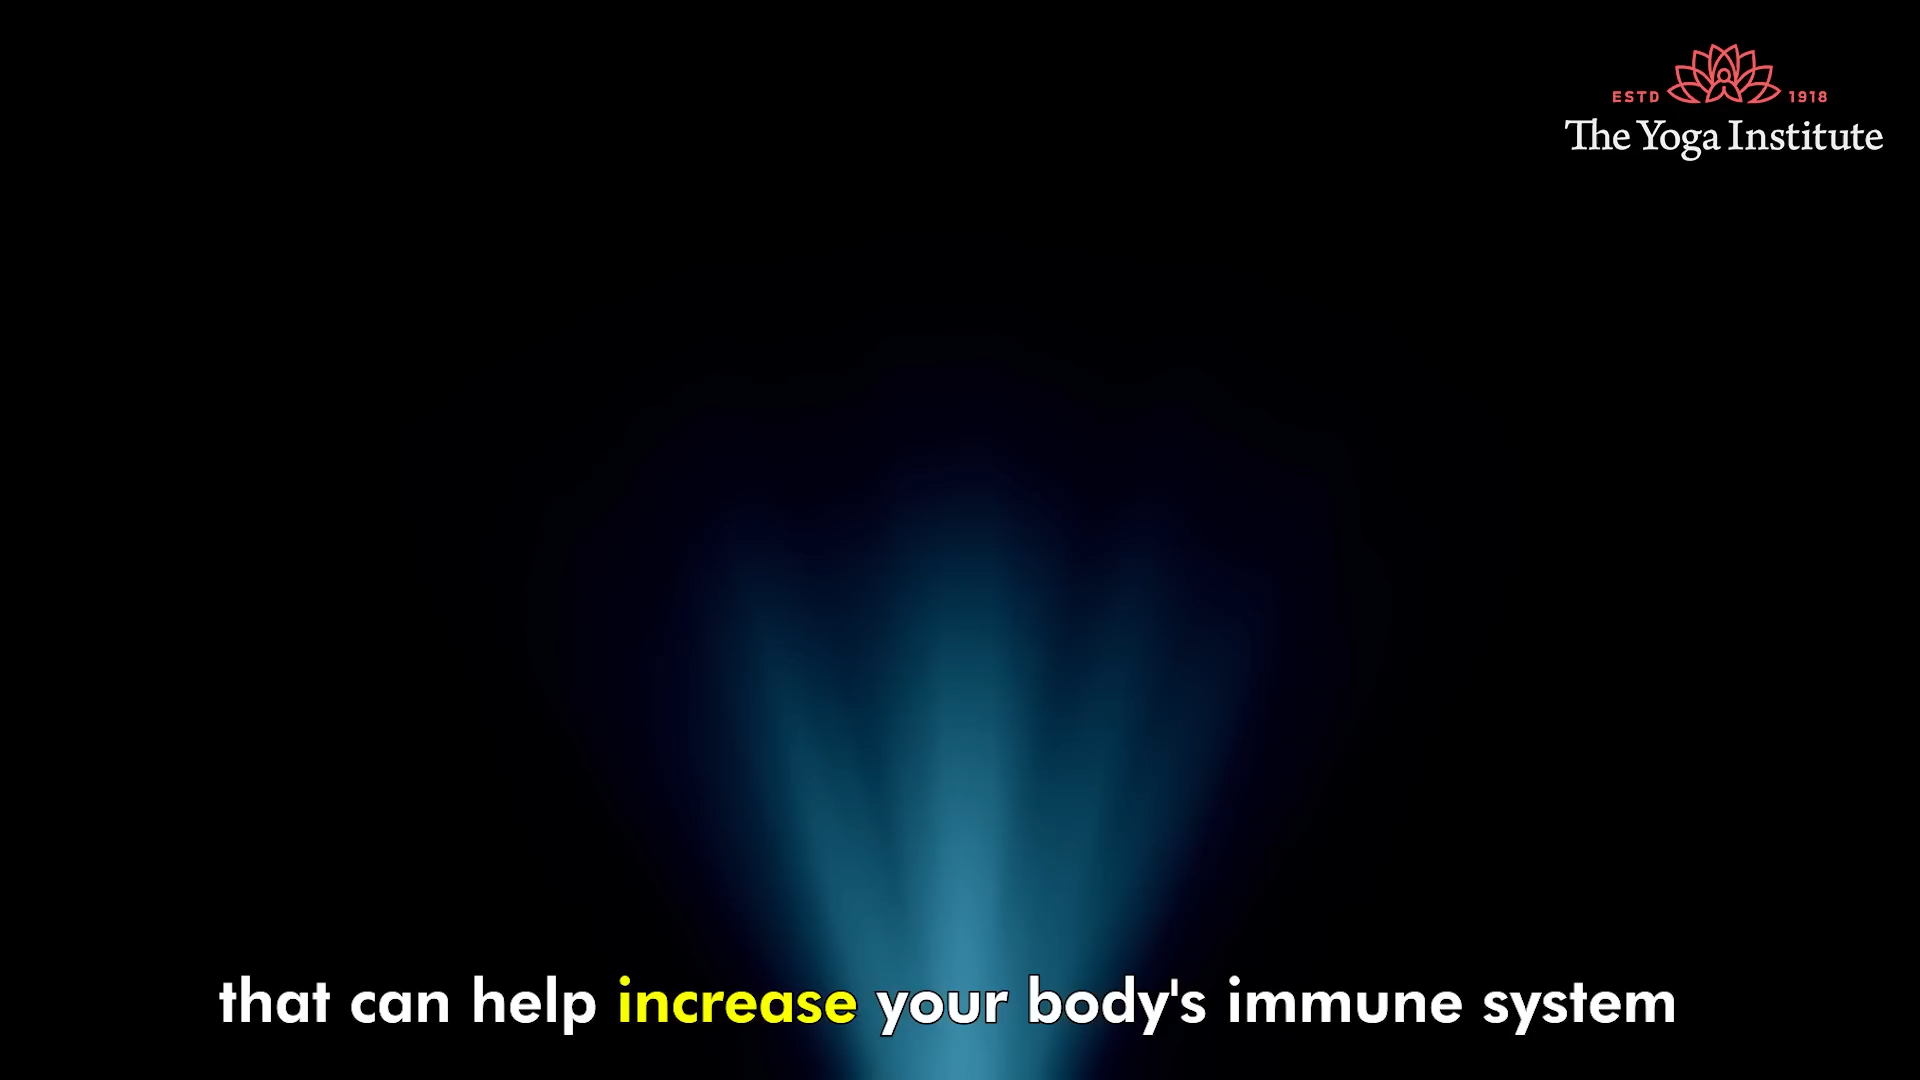 ESTD 1918
The Yoga Institute
that can help increase your body's immune system